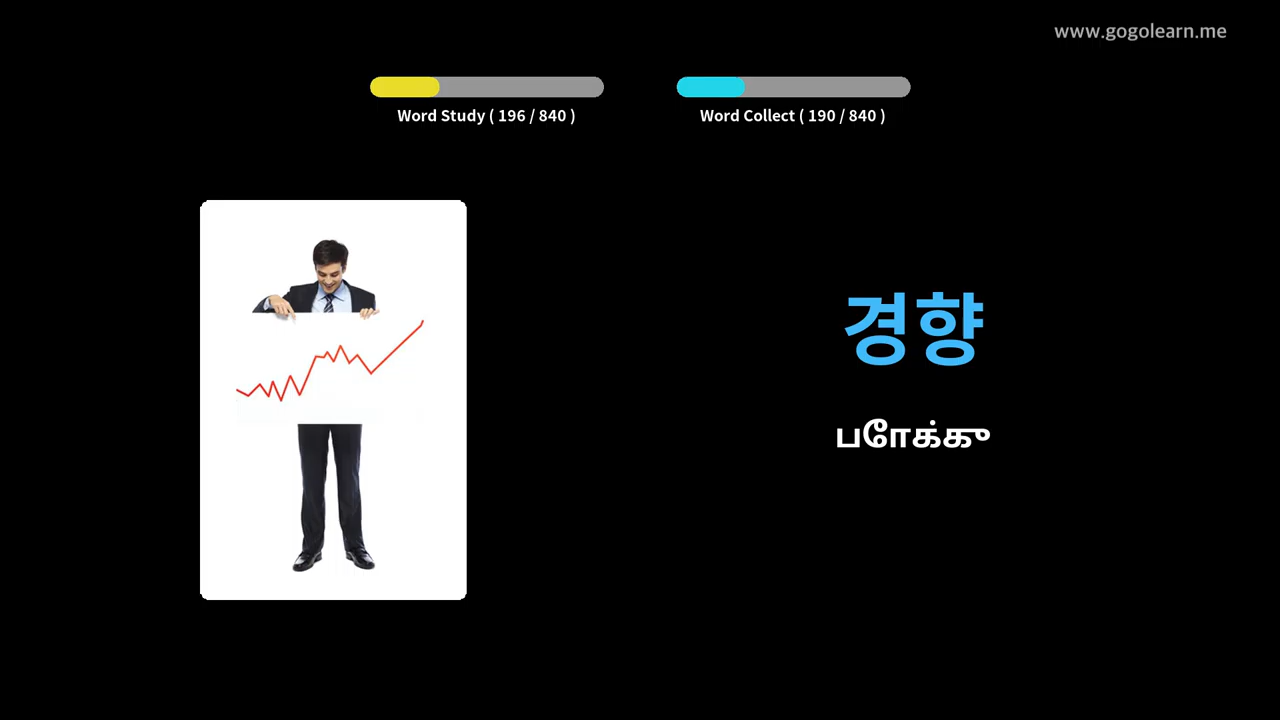 www.gogolearn.me
Word Study ( 196 / 840 )
Word Collect ( 190 / 840 )
경향
போக்கு